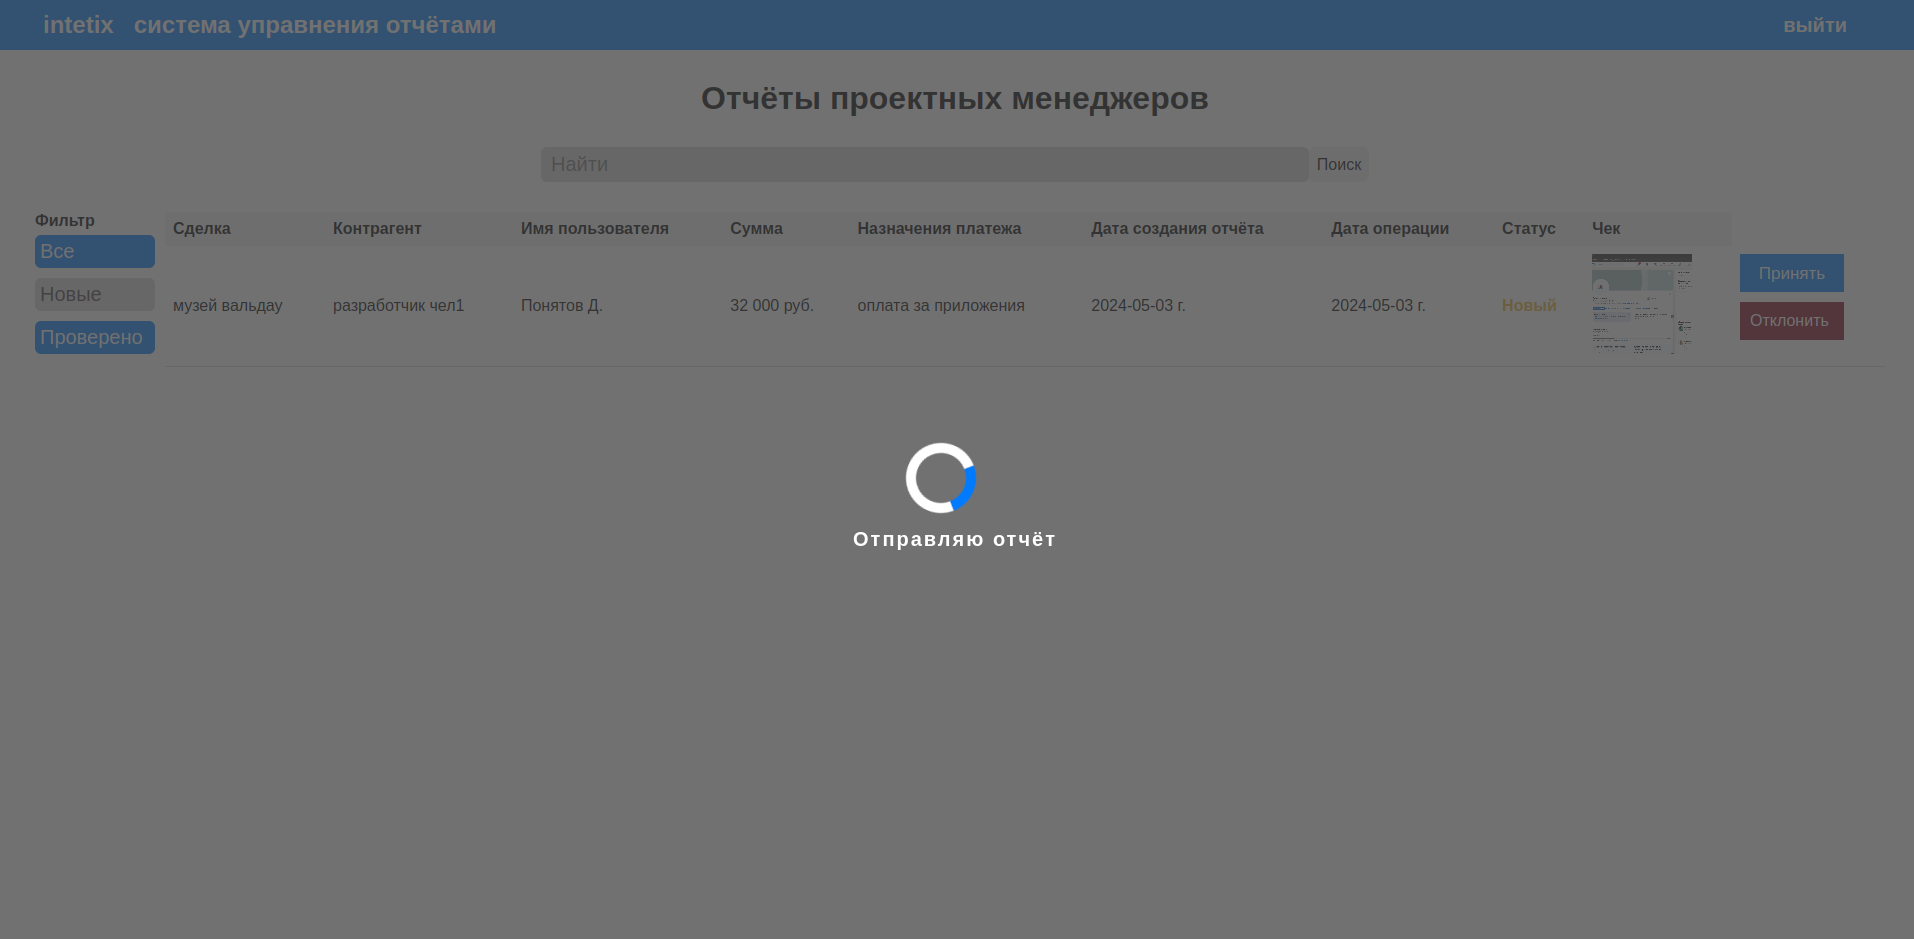 intetix система управления отчётами выйти
Отчёты проектных менеджеров
Найти Поиск
Фильтр
Все
Новые
Проверено
Сделка Контрагент Имя пользователя Сумма Назначения платежа Дата создания отчёта Дата операции Статус Чек
музей вальдау разработчик чел1 Понятов Д. 32 000 руб. оплата за приложения 2024-05-03 г. 2024-05-03 г. Новый
Принять
Отклонить
Отправляю отчёт